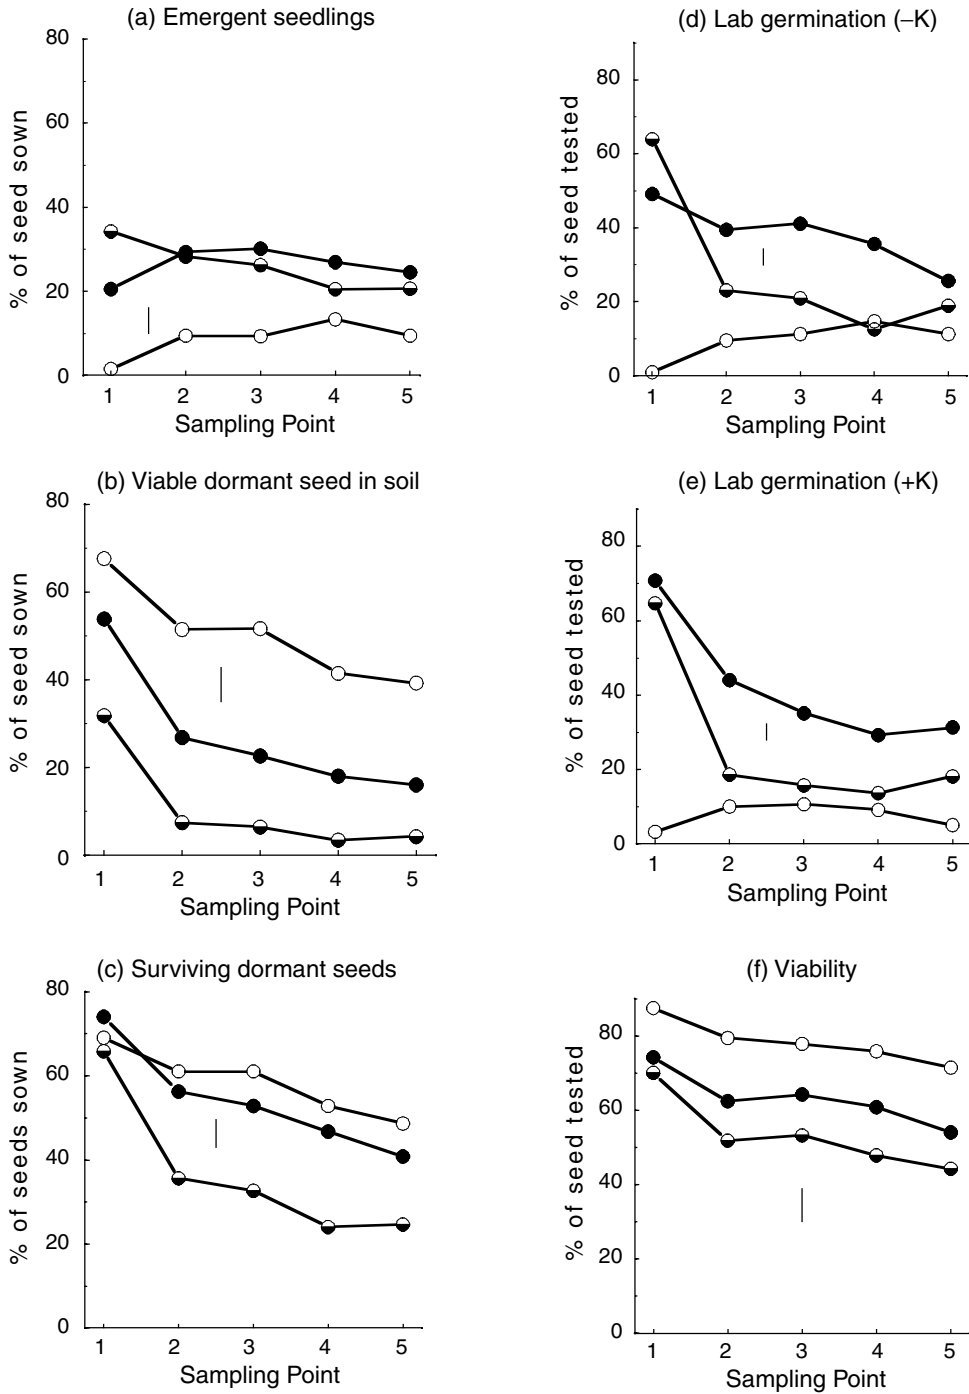 (a) Emergent seedlings
80
60
40
20
0
% of seed sown
1 2 3 4 5
Sampling Point
(b) Viable dormant seed in soil
80
60
40
20
0
% of seed sown
1 2 3 4 5
Sampling Point
(c) Surviving dormant seeds
80
60
40
20
0
% of seeds sown
1 2 3 4 5
Sampling Point
(d) Lab germination (–K)
80
60
40
20
0
% of seed tested
1 2 3 4 5
Sampling Point
(e) Lab germination (+K)
80
60
40
20
0
% of seed tested
1 2 3 4 5
Sampling Point
(f) Viability
80
60
40
20
0
% of seed tested
1 2 3 4 5
Sampling Point